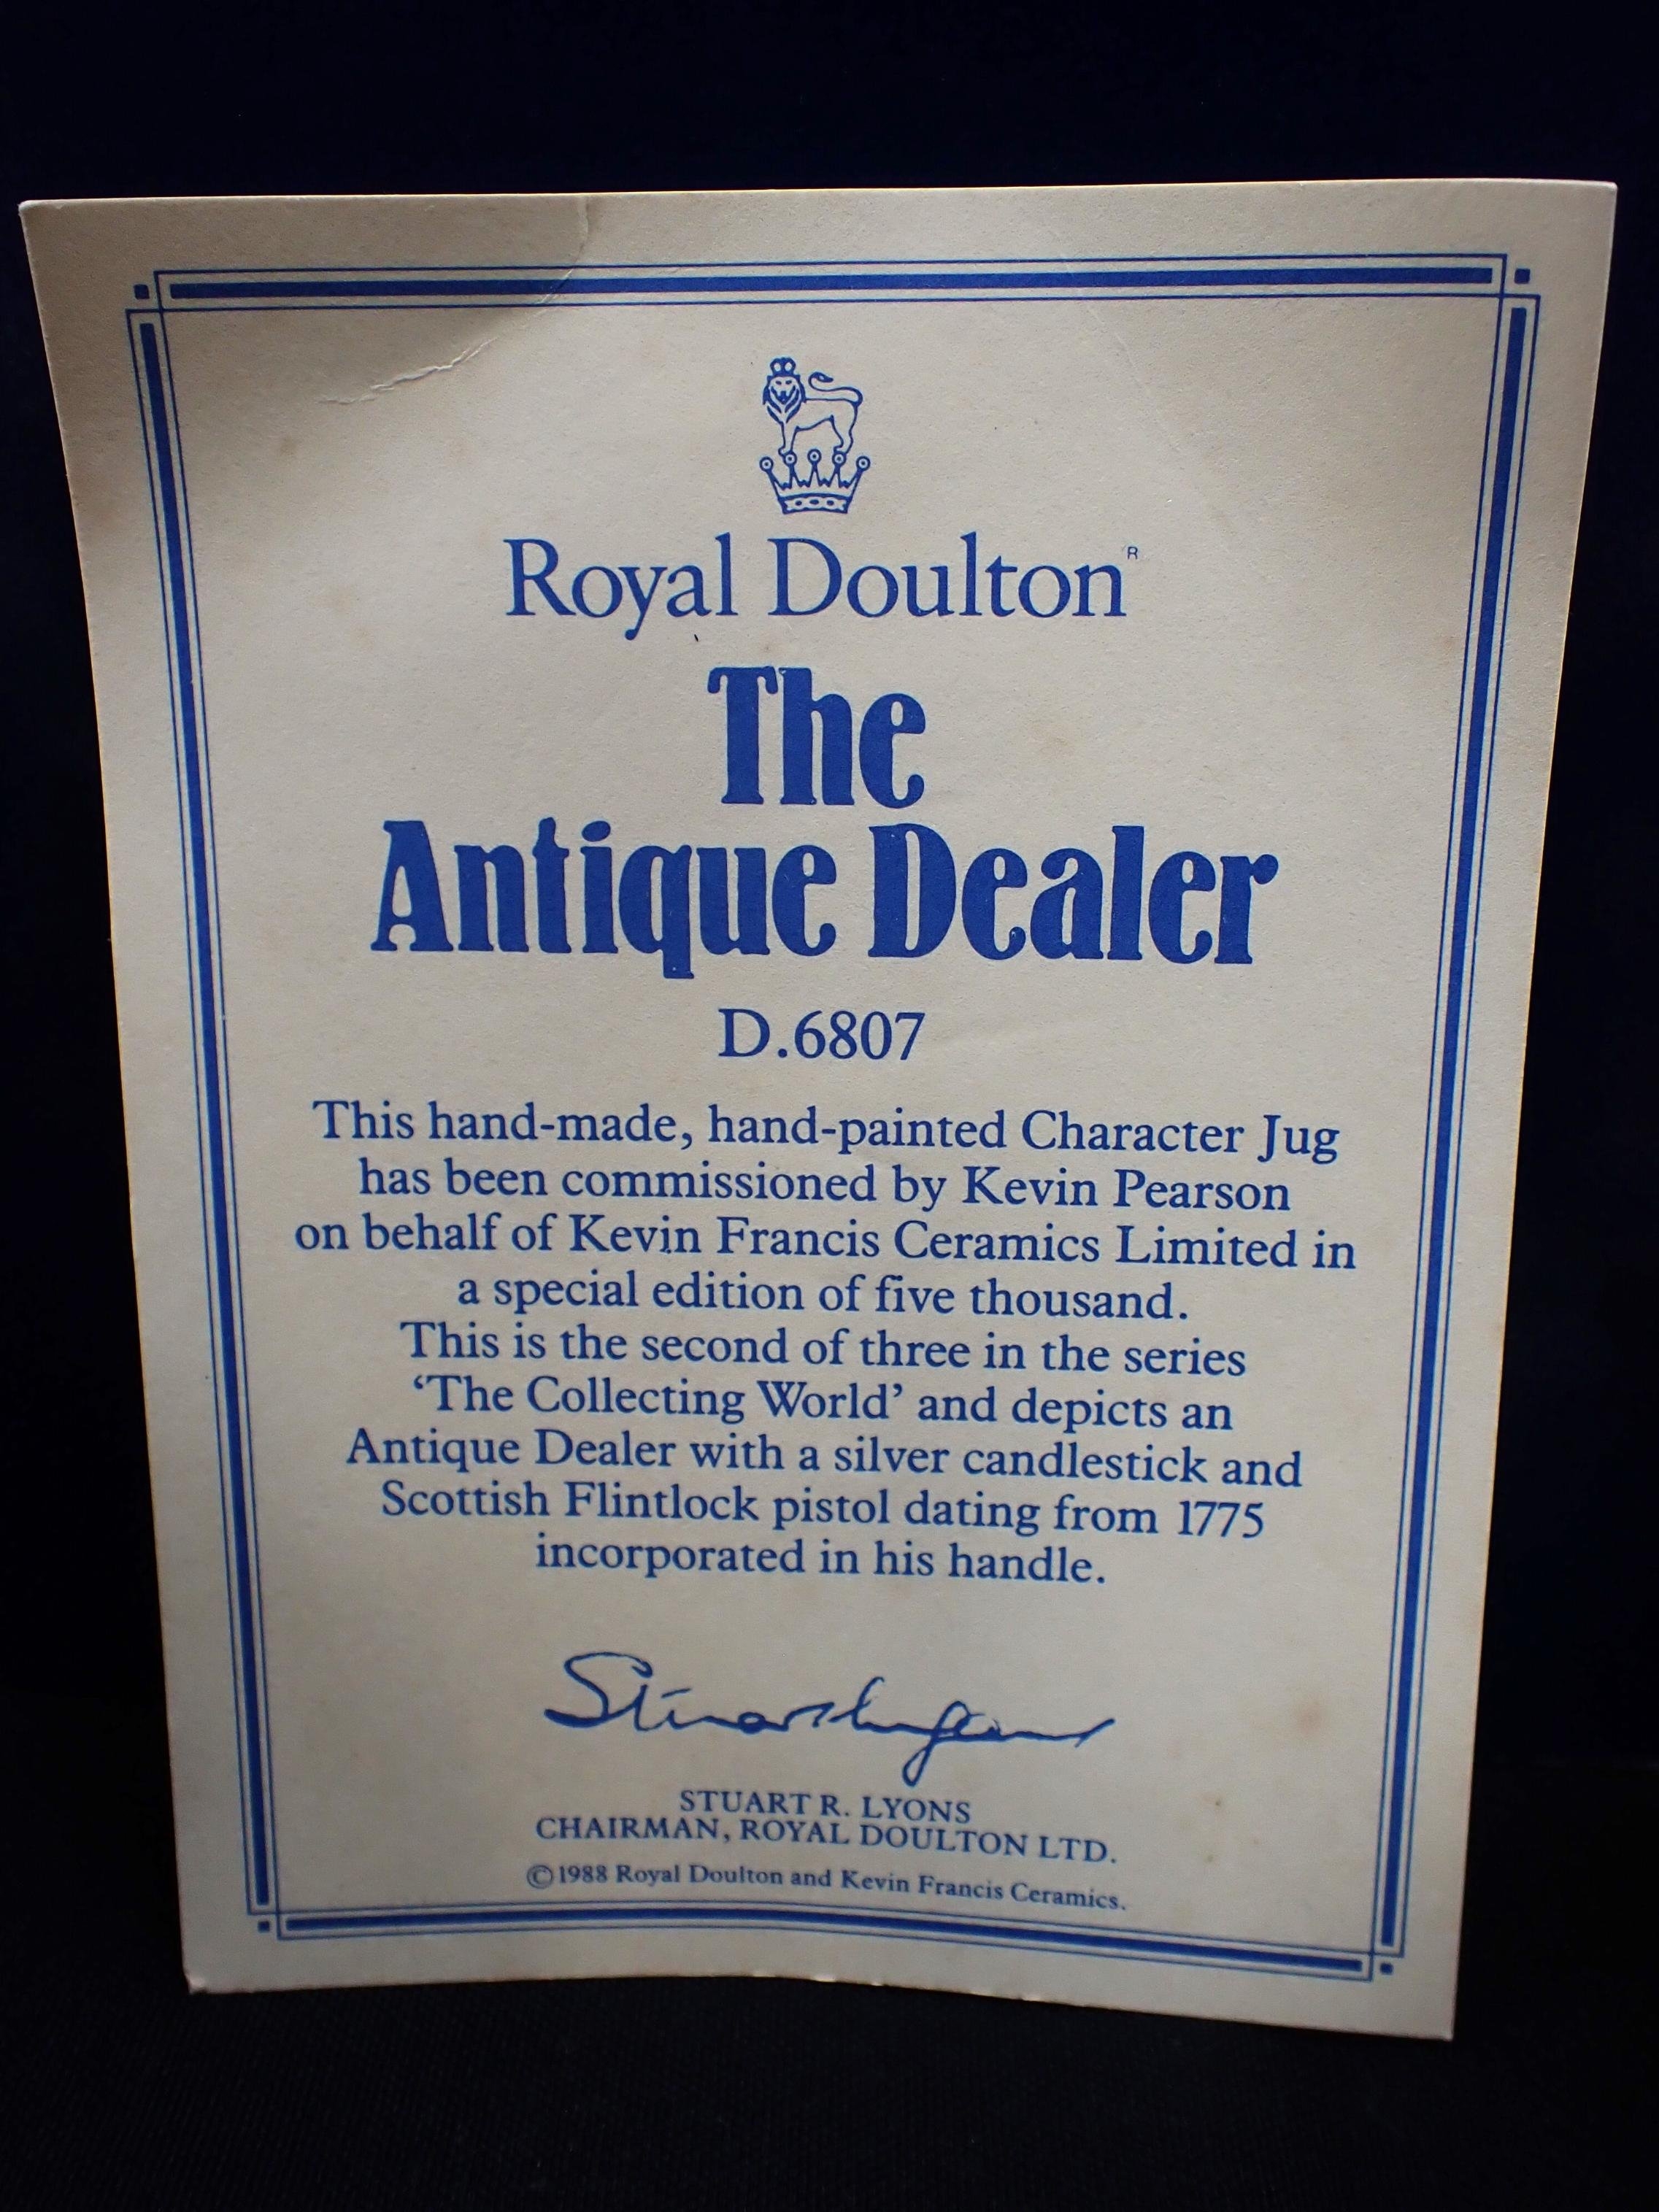 Royal Doulton®
The
Antique Dealer
D.6807
This hand-made, hand-painted Character Jug
has been commissioned by Kevin Pearson
on behalf of Kevin Francis Ceramics Limited in
a special edition of five thousand.
This is the second of three in the series
‘The Collecting World’ and depicts an
Antique Dealer with a silver candlestick and
Scottish Flintlock pistol dating from 1775
incorporated in his handle.
Stuart Lyons
STUART R. LYONS
CHAIRMAN, ROYAL DOULTON LTD.
©1988 Royal Doulton and Kevin Francis Ceramics.